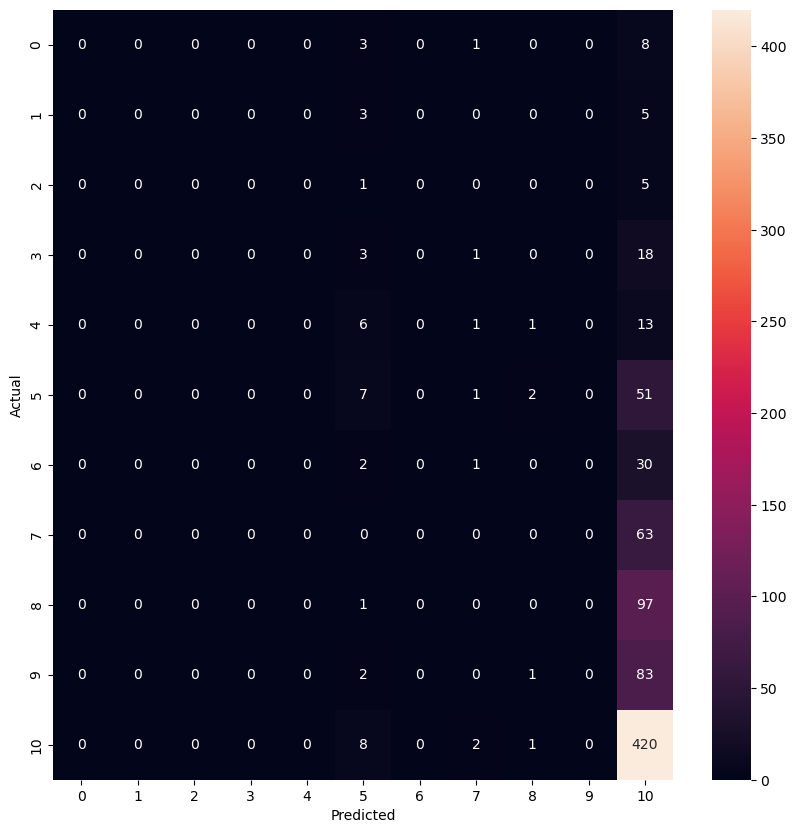 0 0 0 0 0 0 3 0 1 0 0 8
1 0 0 0 0 0 3 0 0 0 0 5
2 0 0 0 0 0 1 0 0 0 0 5
3 0 0 0 0 0 3 0 1 0 0 18
4 0 0 0 0 0 6 0 1 1 0 13
5 0 0 0 0 0 7 0 1 2 0 51
6 0 0 0 0 0 2 0 1 0 0 30
7 0 0 0 0 0 0 0 0 0 0 63
8 0 0 0 0 0 1 0 0 0 0 97
9 0 0 0 0 0 2 0 0 1 0 83
10 0 0 0 0 0 8 0 2 1 0 420
0 1 2 3 4 5 6 7 8 9 10
Predicted
Actual
400
350
300
250
200
150
100
50
0